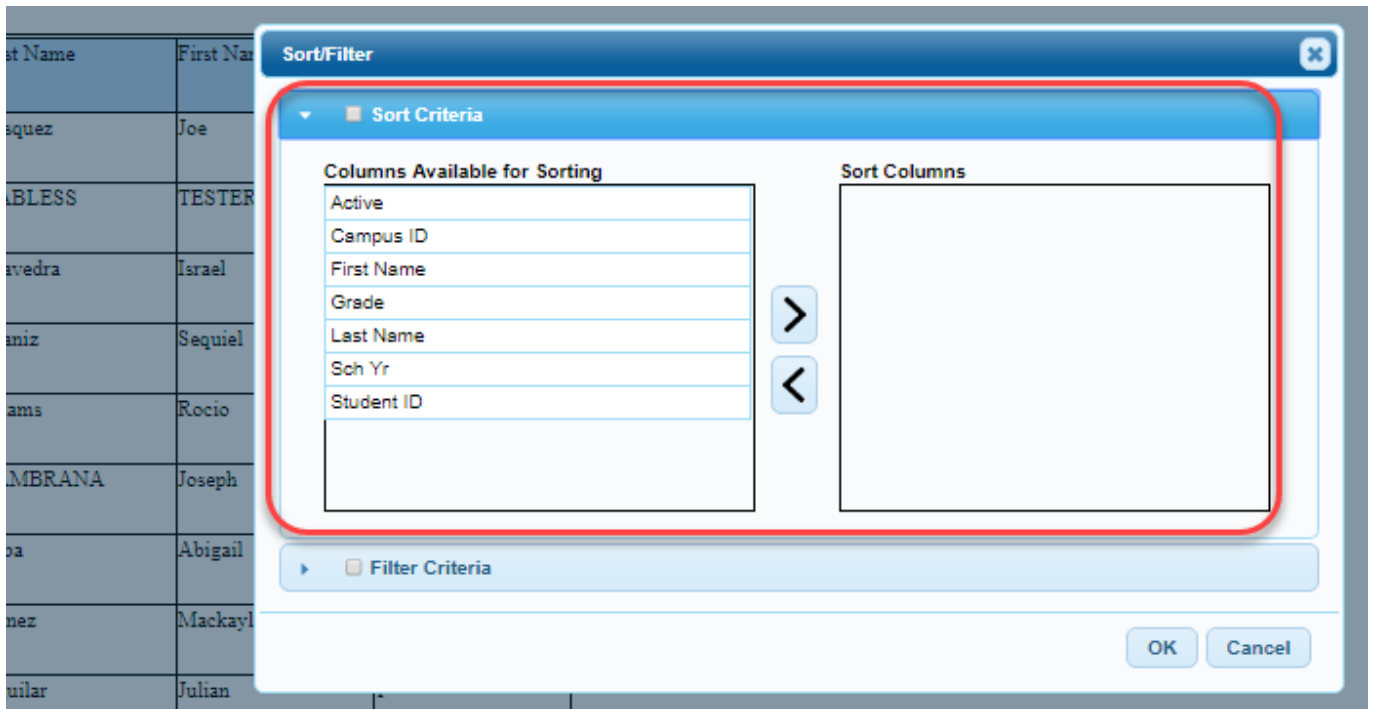 st Name First Nar
Sort/Filter
Sort Criteria
squez Joe
Columns Available for Sorting Sort Columns
ABLESS TESTER
Active
Campus ID
avedra Israel
First Name
Grade
Last Name
aniz Sequiel
Sch Yr
Student ID
ams Rocio
MBRANA Joseph
Abigail
Filter Criteria
nez Mackayl
OK Cancel
uilar Julian